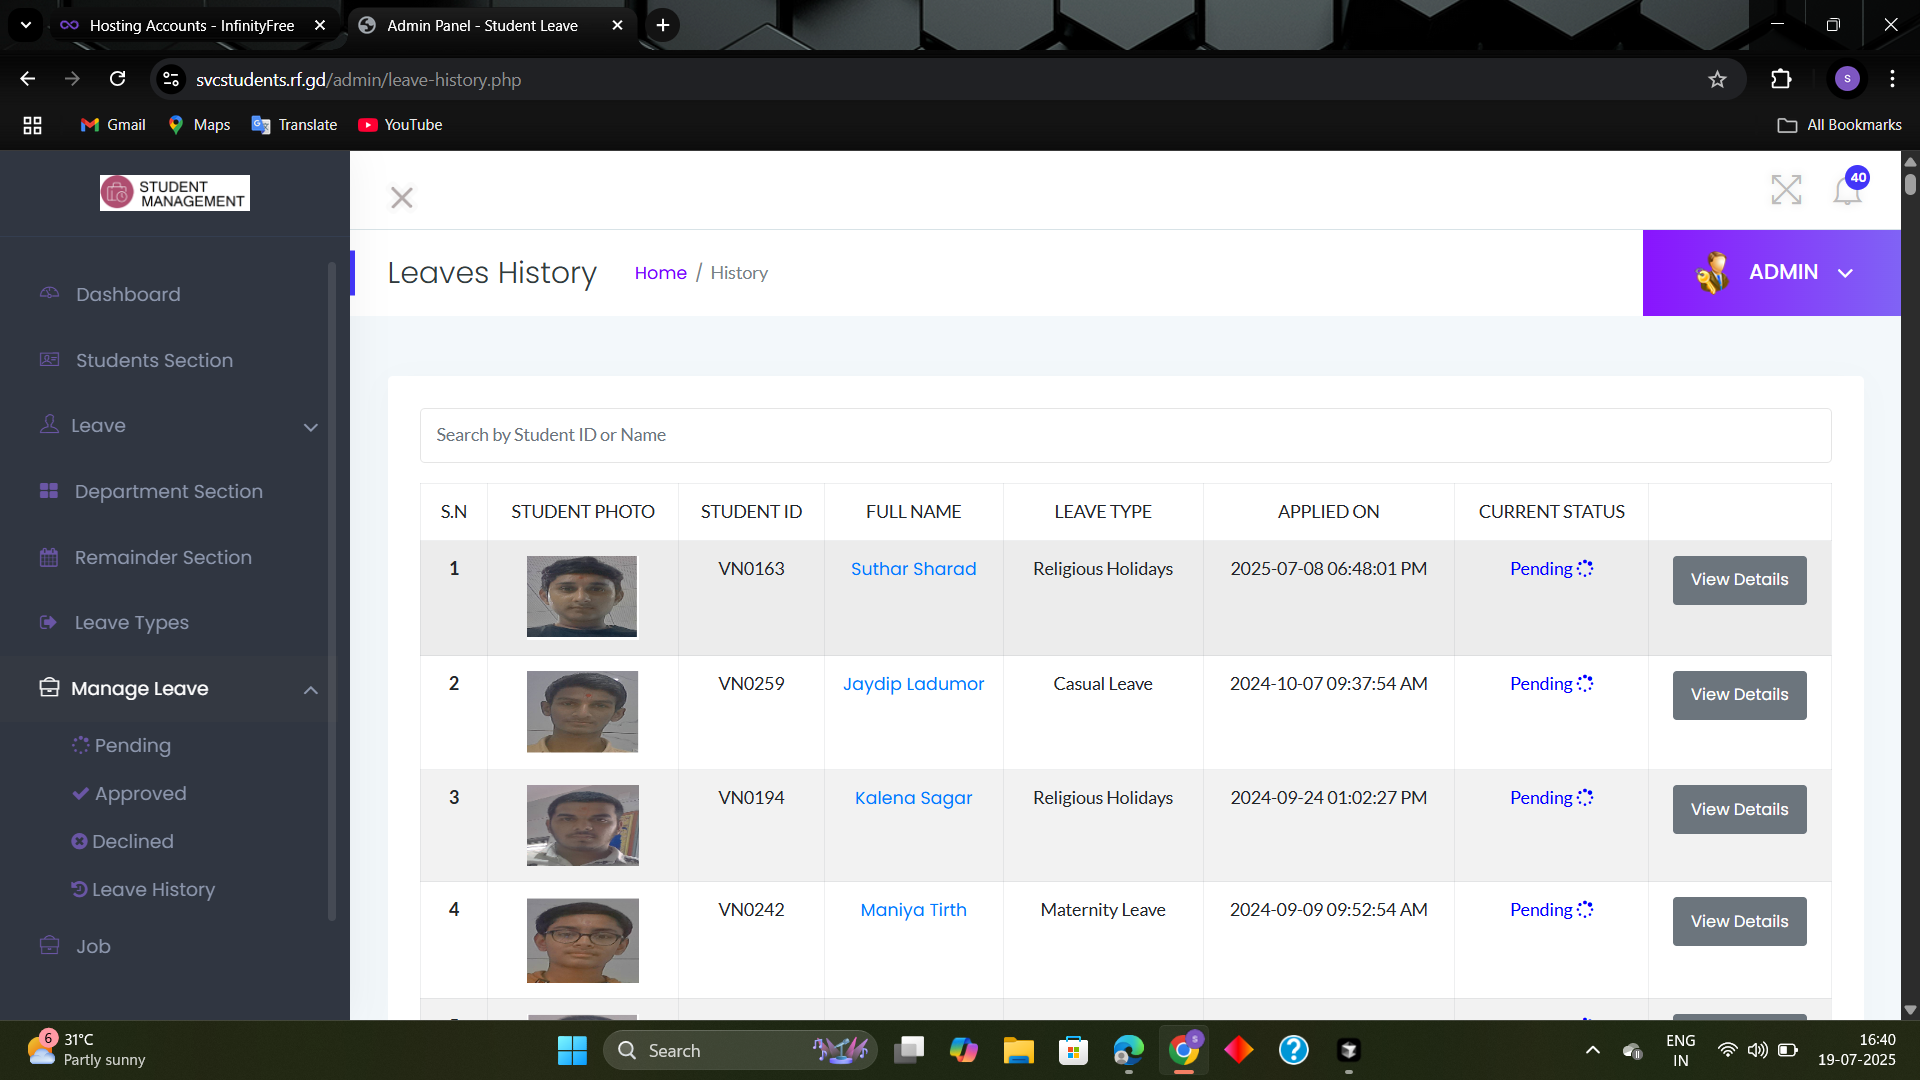 Hosting Accounts - InfinityFree
Admin Panel - Student Leave
svcstudents.rf.gd/admin/leave-history.php
S
Gmail
Maps
Translate
YouTube
All Bookmarks
STUDENT
MANAGEMENT
40
Leaves History
Home / History
ADMIN
Dashboard
Students Section
Leave
Department Section
Remainder Section
Leave Types
Manage Leave
Pending
Approved
Declined
Leave History
Job
Search by Student ID or Name
S.N STUDENT PHOTO STUDENT ID FULL NAME LEAVE TYPE APPLIED ON CURRENT STATUS
1 VN0163 Suthar Sharad Religious Holidays 2025-07-08 06:48:01 PM Pending View Details
2 VN0259 Jaydip Ladumor Casual Leave 2024-10-07 09:37:54 AM Pending View Details
3 VN0194 Kalena Sagar Religious Holidays 2024-09-24 01:02:27 PM Pending View Details
4 VN0242 Maniya Tirth Maternity Leave 2024-09-09 09:52:54 AM Pending View Details
6
31°C
Partly sunny
Search
S
ENG
IN
16:40
19-07-2025